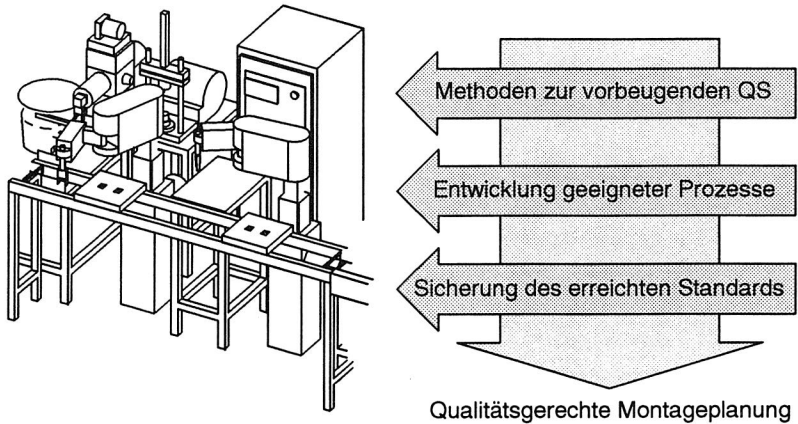 Methoden zur vorbeugenden QS
Entwicklung geeigneter Prozesse
Sicherung des erreichten Standards
Qualitätsgerechte Montageplanung